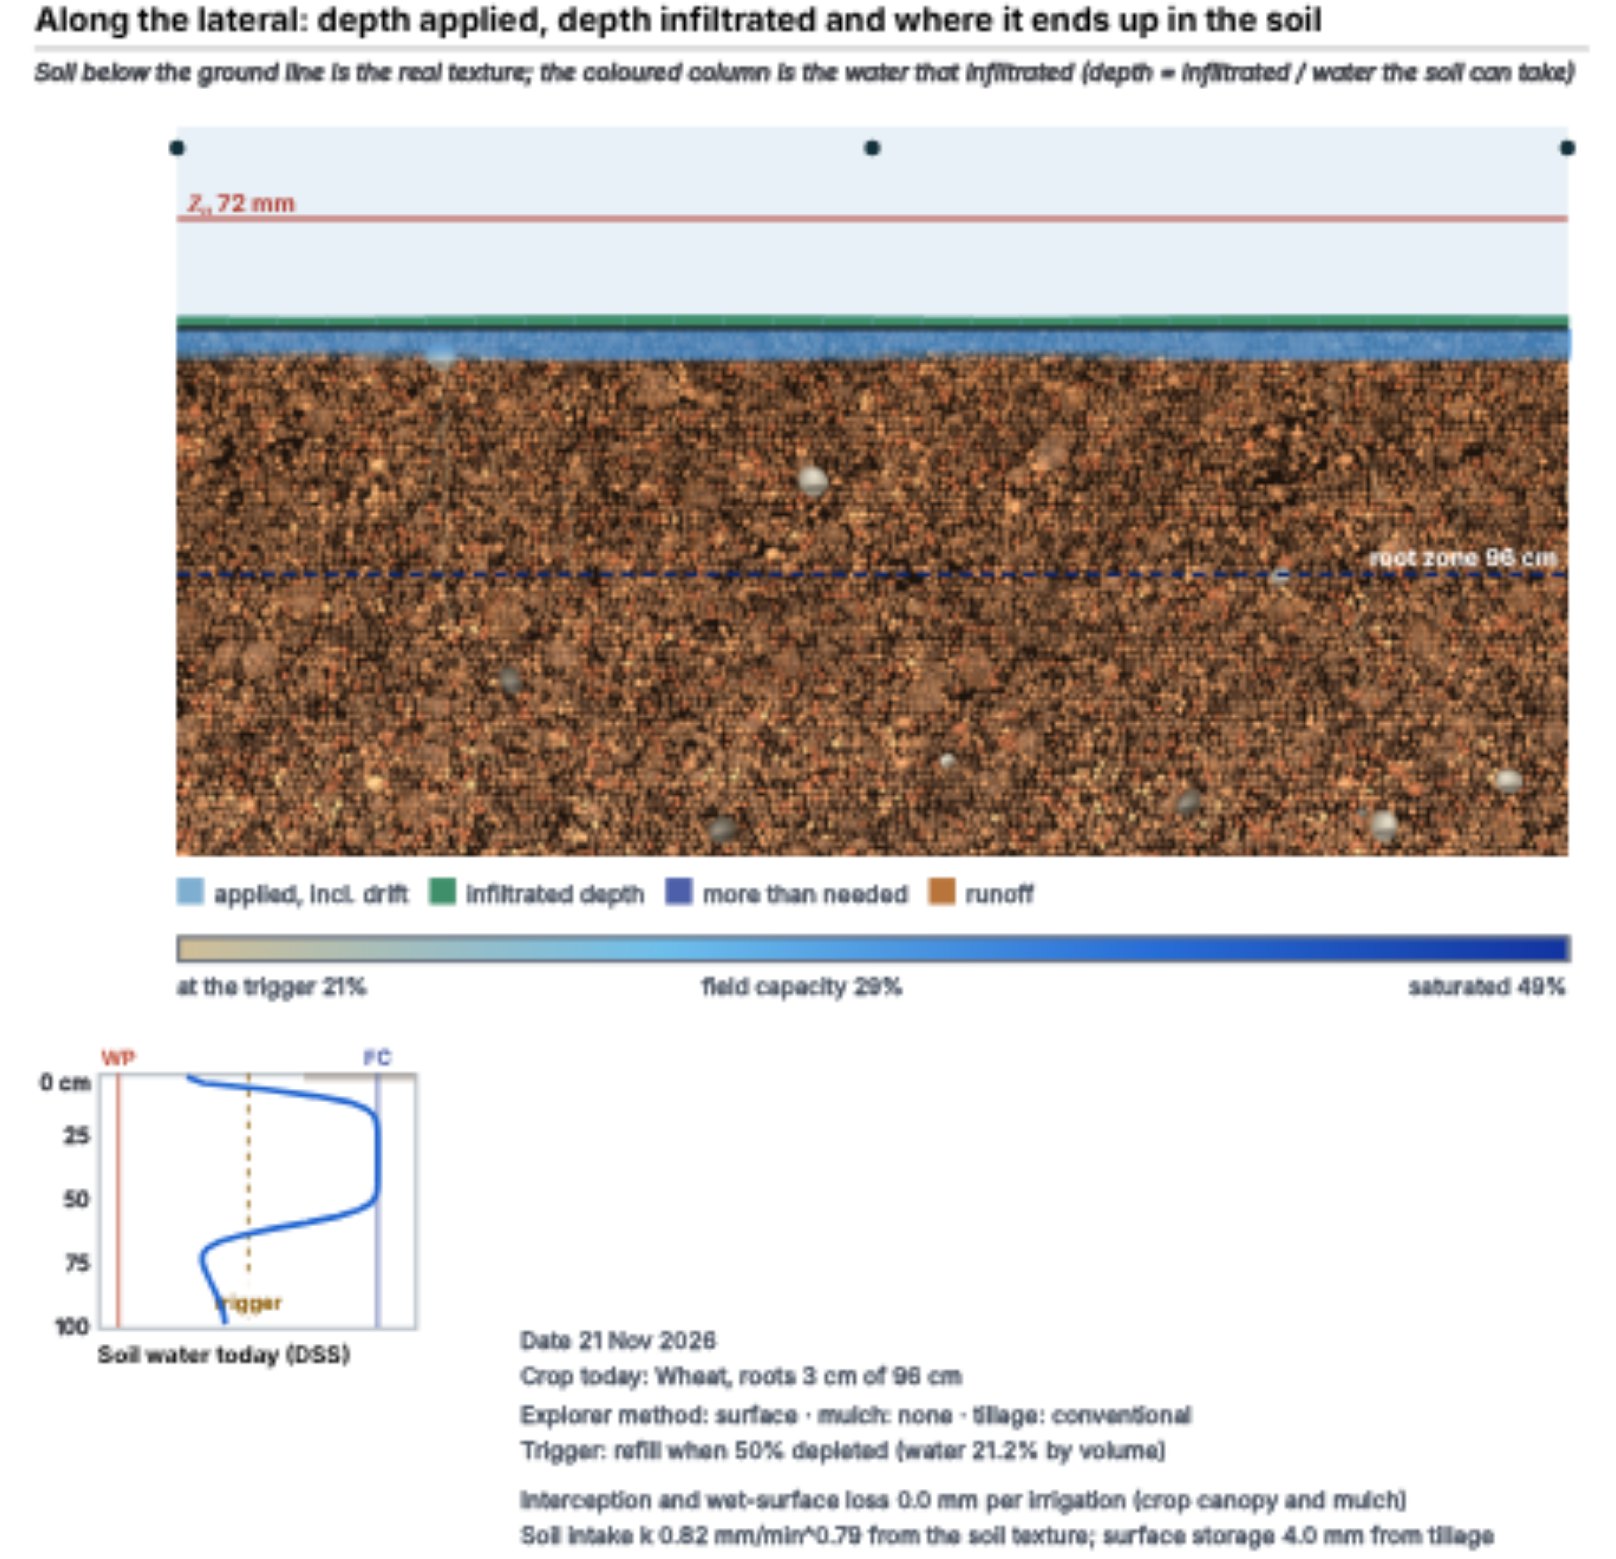 Along the lateral: depth applied, depth infiltrated and where it ends up in the soil
Soil below the ground line is the real texture; the coloured column is the water that infiltrated (depth = infiltrated / water the soil can take)
72 mm
root zone 96 cm
applied, incl. drift
infiltrated depth
more than needed
runoff
at the trigger 21%
field capacity 29%
saturated 49%
WP
FC
0 cm
25
50
75
100
trigger
Soil water today (DSS)
Date 21 Nov 2026
Crop today: Wheat, roots 3 cm of 96 cm
Explorer method: surface · mulch: none · tillage: conventional
Trigger: refill when 50% depleted (water 21.2% by volume)
Interception and wet-surface loss 0.0 mm per irrigation (crop canopy and mulch)
Soil intake k 0.82 mm/min^0.79 from the soil texture; surface storage 4.0 mm from tillage